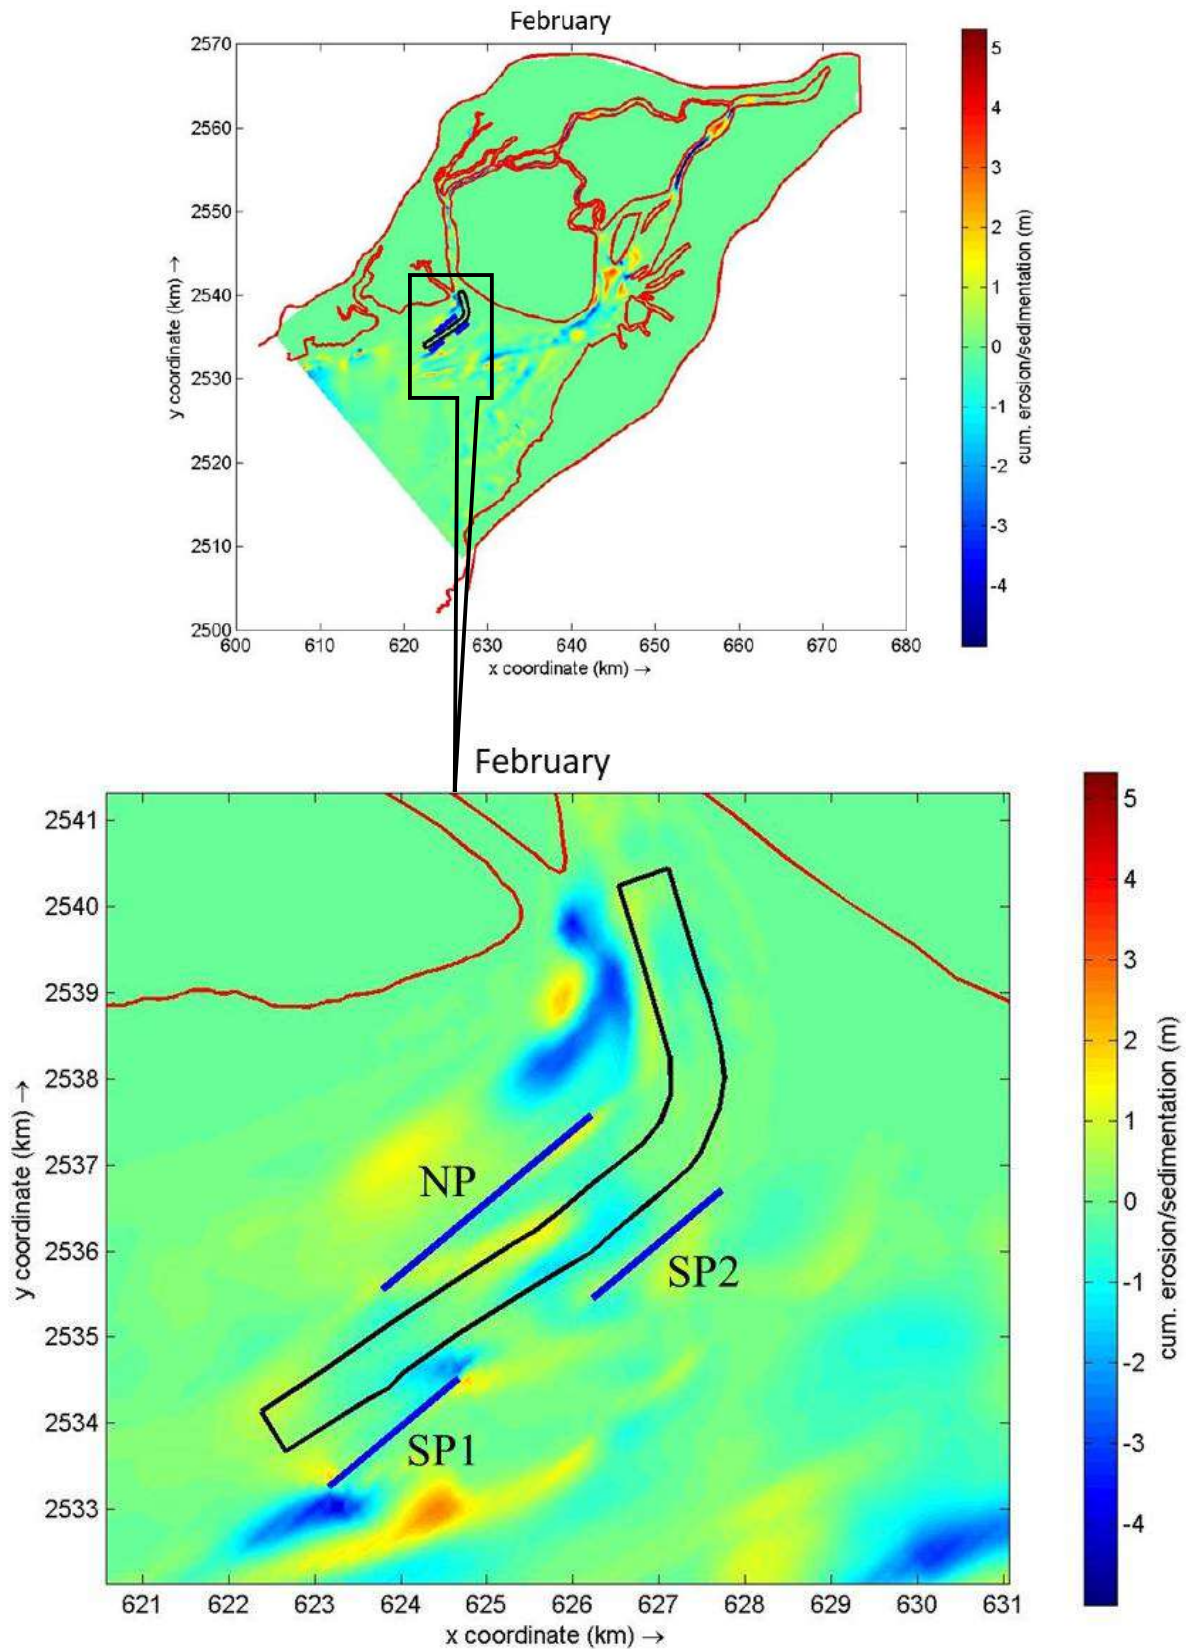 February
2570
2560
2550
2540
2530
2520
2510
2500
y coordinate (km) →
600 610 620 630 640 650 660 670 680
x coordinate (km) →
5
4
3
2
1
0
-1
-2
-3
-4
cum. erosion/sedimentation (m)
February
2541
2540
2539
2538
2537
2536
2535
2534
2533
y coordinate (km) →
NP
SP2
SP1
621 622 623 624 625 626 627 628 629 630 631
x coordinate (km) →
5
4
3
2
1
0
-1
-2
-3
-4
cum. erosion/sedimentation (m)